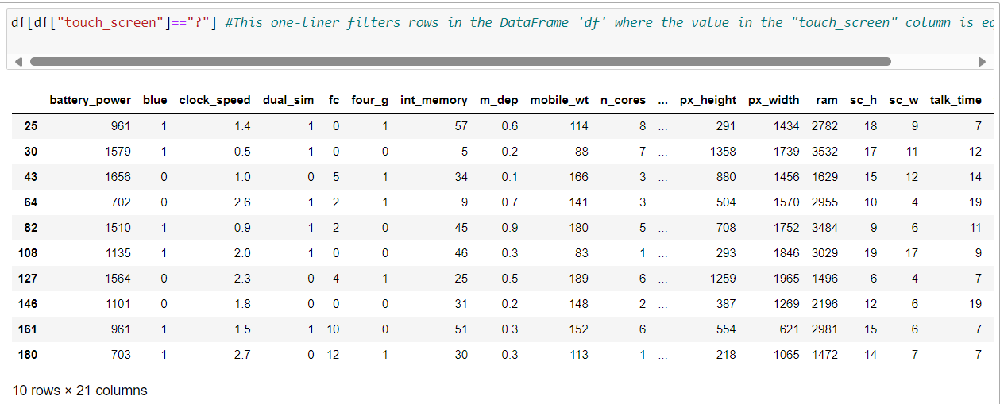 df[df["touch_screen"]=="?"] #This one-liner filters rows in the DataFrame 'df' where the value in the "touch_screen" column is
battery_power blue clock_speed dual_sim fc four_g int_memory m_dep mobile_wt n_cores ... px_height px_width ram sc_h sc_w talk_time
25 961 1 1.4 1 0 1 57 0.6 114 8 ... 291 1434 2782 18 9 7
30 1579 1 0.5 1 0 0 5 0.2 88 7 ... 1358 1739 3532 17 11 12
43 1656 0 1.0 0 5 1 34 0.1 166 3 ... 880 1456 1629 15 12 14
64 702 0 2.6 1 2 1 9 0.7 141 3 ... 504 1570 2955 10 4 19
82 1510 1 0.9 1 2 0 45 0.9 180 5 ... 708 1752 3484 9 6 11
108 1135 1 2.0 1 0 0 46 0.3 83 1 ... 293 1846 3029 19 17 9
127 1564 0 2.3 0 4 1 25 0.5 189 6 ... 1259 1965 1496 6 4 7
146 1101 0 1.8 0 0 0 31 0.2 148 2 ... 387 1269 2196 12 6 19
161 961 1 1.5 1 10 0 51 0.3 152 6 ... 554 621 2981 15 6 7
180 703 1 2.7 0 12 1 30 0.3 113 1 ... 218 1065 1472 14 7 7
10 rows × 21 columns